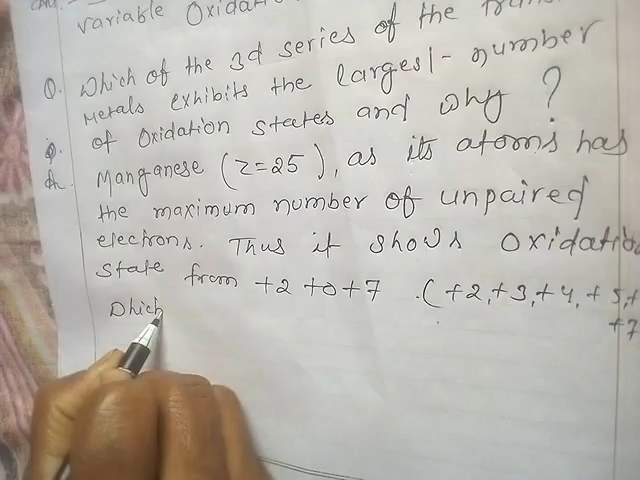 variable Oxidat
Q. Which of the 3d series of the tran
Metals exhibits the largest number
of Oxidation states and why?
Manganese (Z=25), as its atoms has
the maximum number of unpaired
electrons. Thus it shows Oxidation
state from +2 to +7 . (+2, +3, +4, +5, +
+7
Which